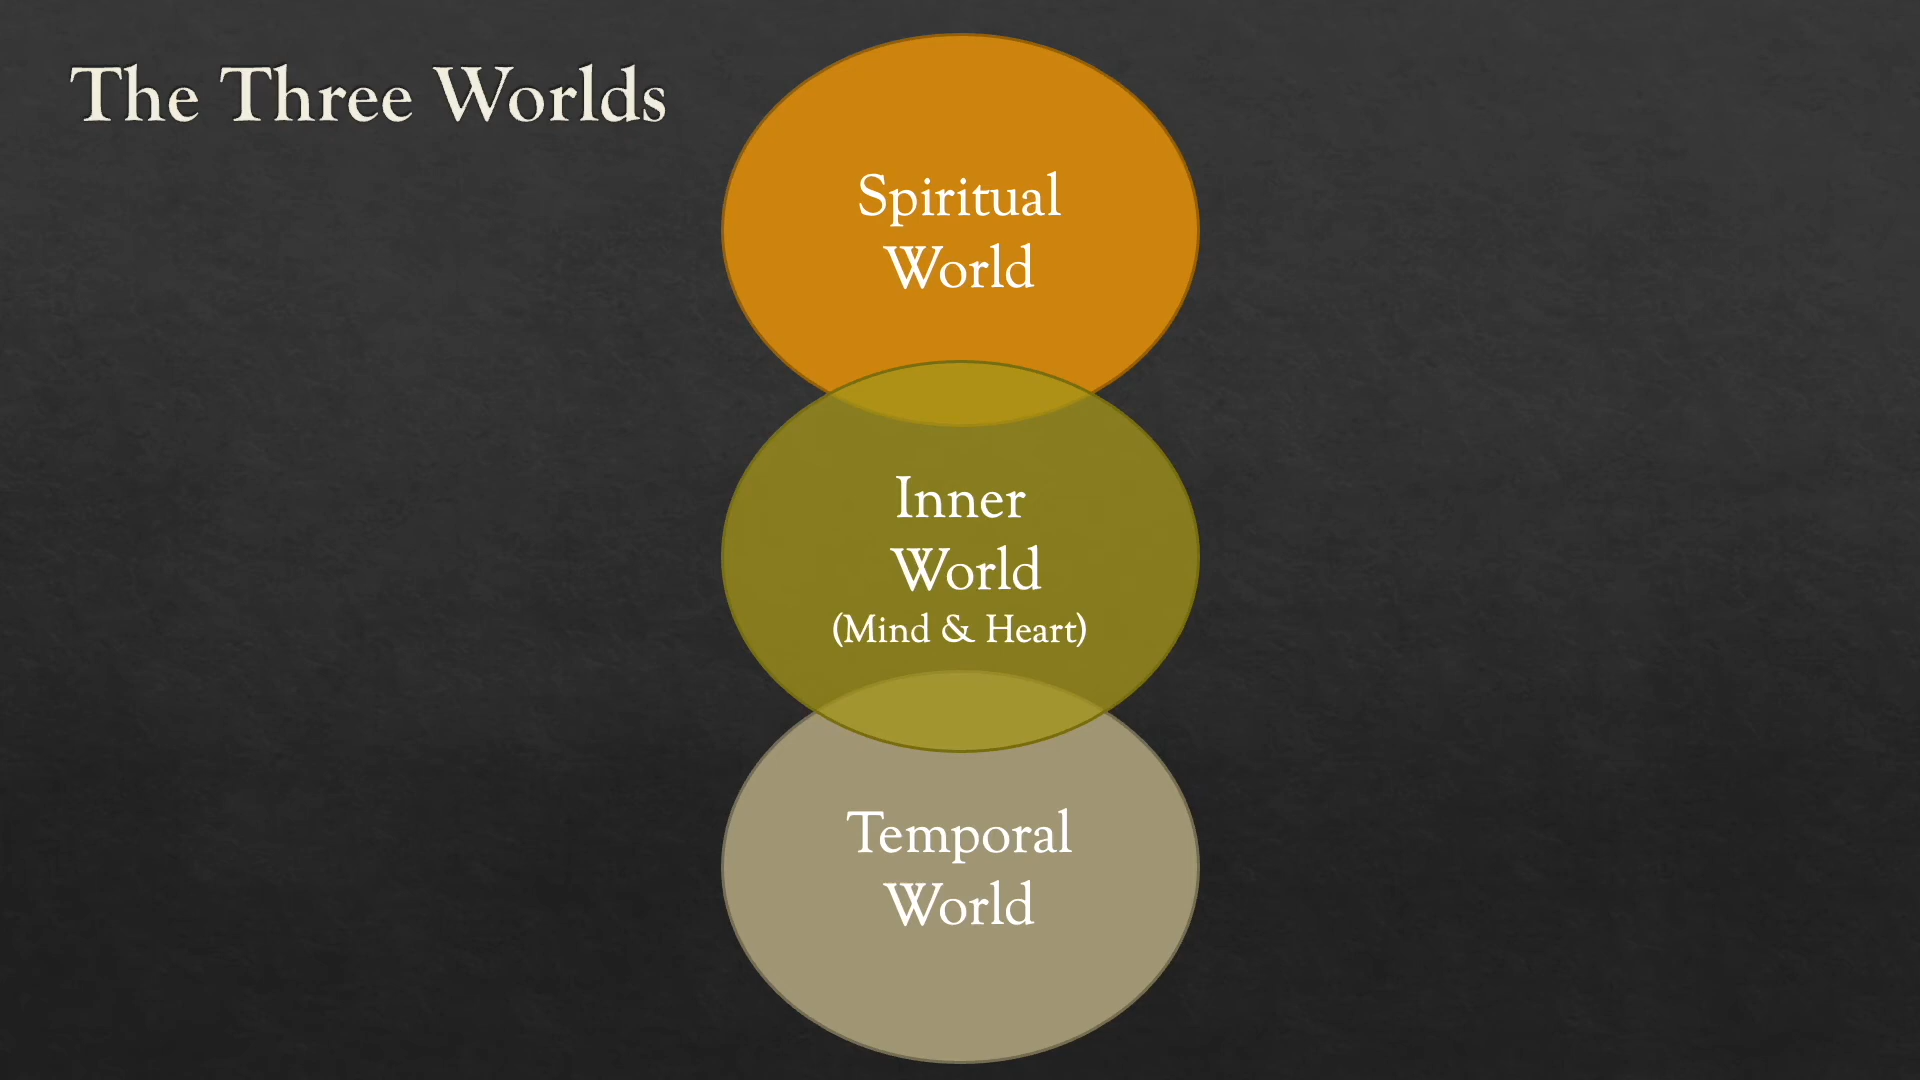 The Three Worlds
Spiritual
World
Inner
World
(Mind & Heart)
Temporal
World